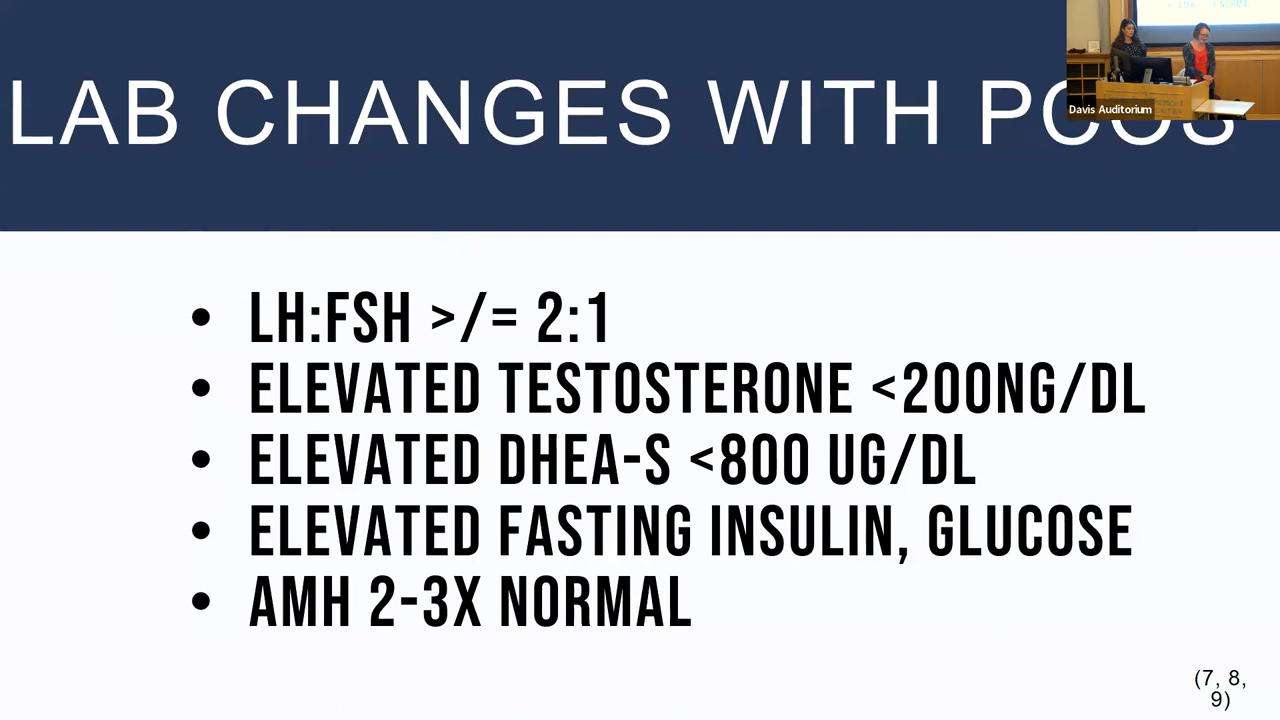 LAB CHANGES WITH PCOS
Davis Auditorium
• LH:FSH >/= 2:1
• ELEVATED TESTOSTERONE <200NG/DL
• ELEVATED DHEA-S <800 UG/DL
• ELEVATED FASTING INSULIN, GLUCOSE
• AMH 2-3X NORMAL
(7, 8,
9)